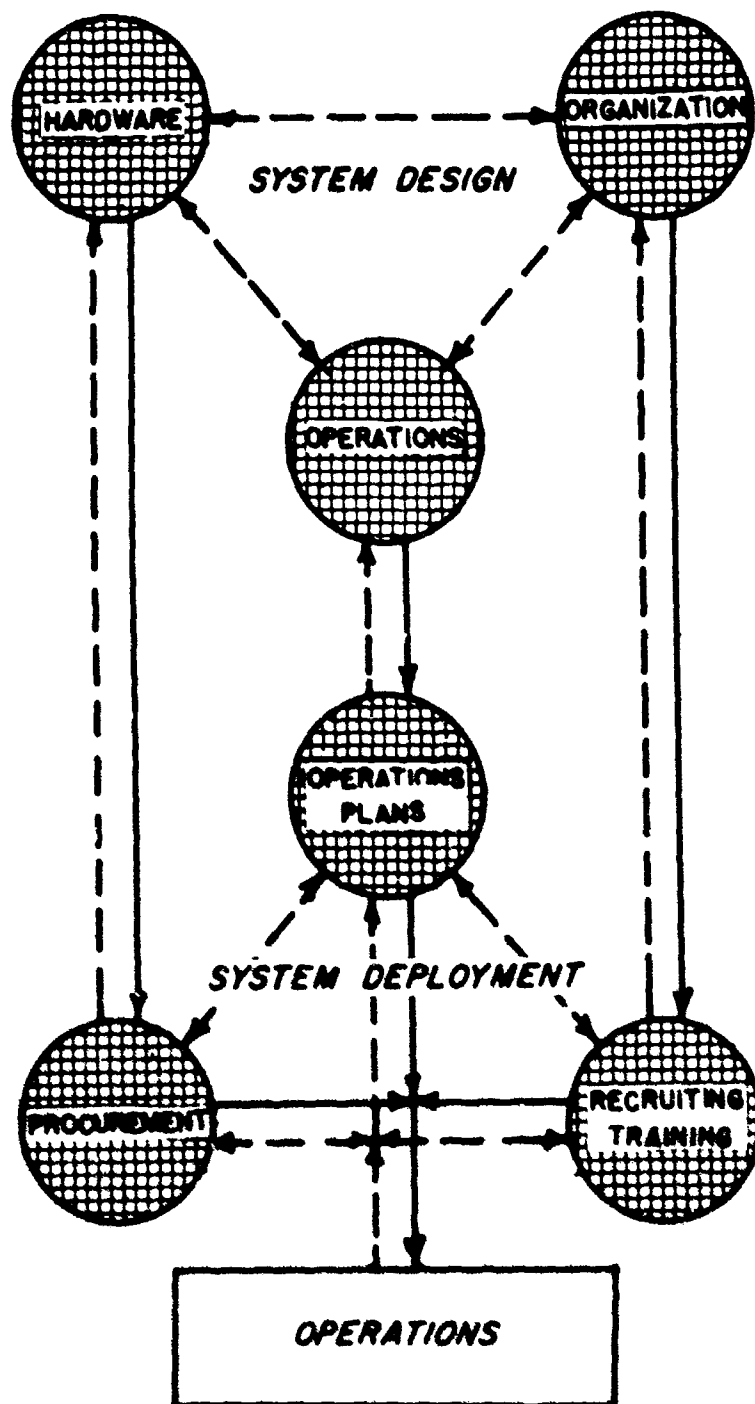 HARDWARE
ORGANIZATION
SYSTEM DESIGN
OPERATIONS
OPERATIONS
PLANS
SYSTEM DEPLOYMENT
PROCUREMENT
RECRUITING
TRAINING
OPERATIONS